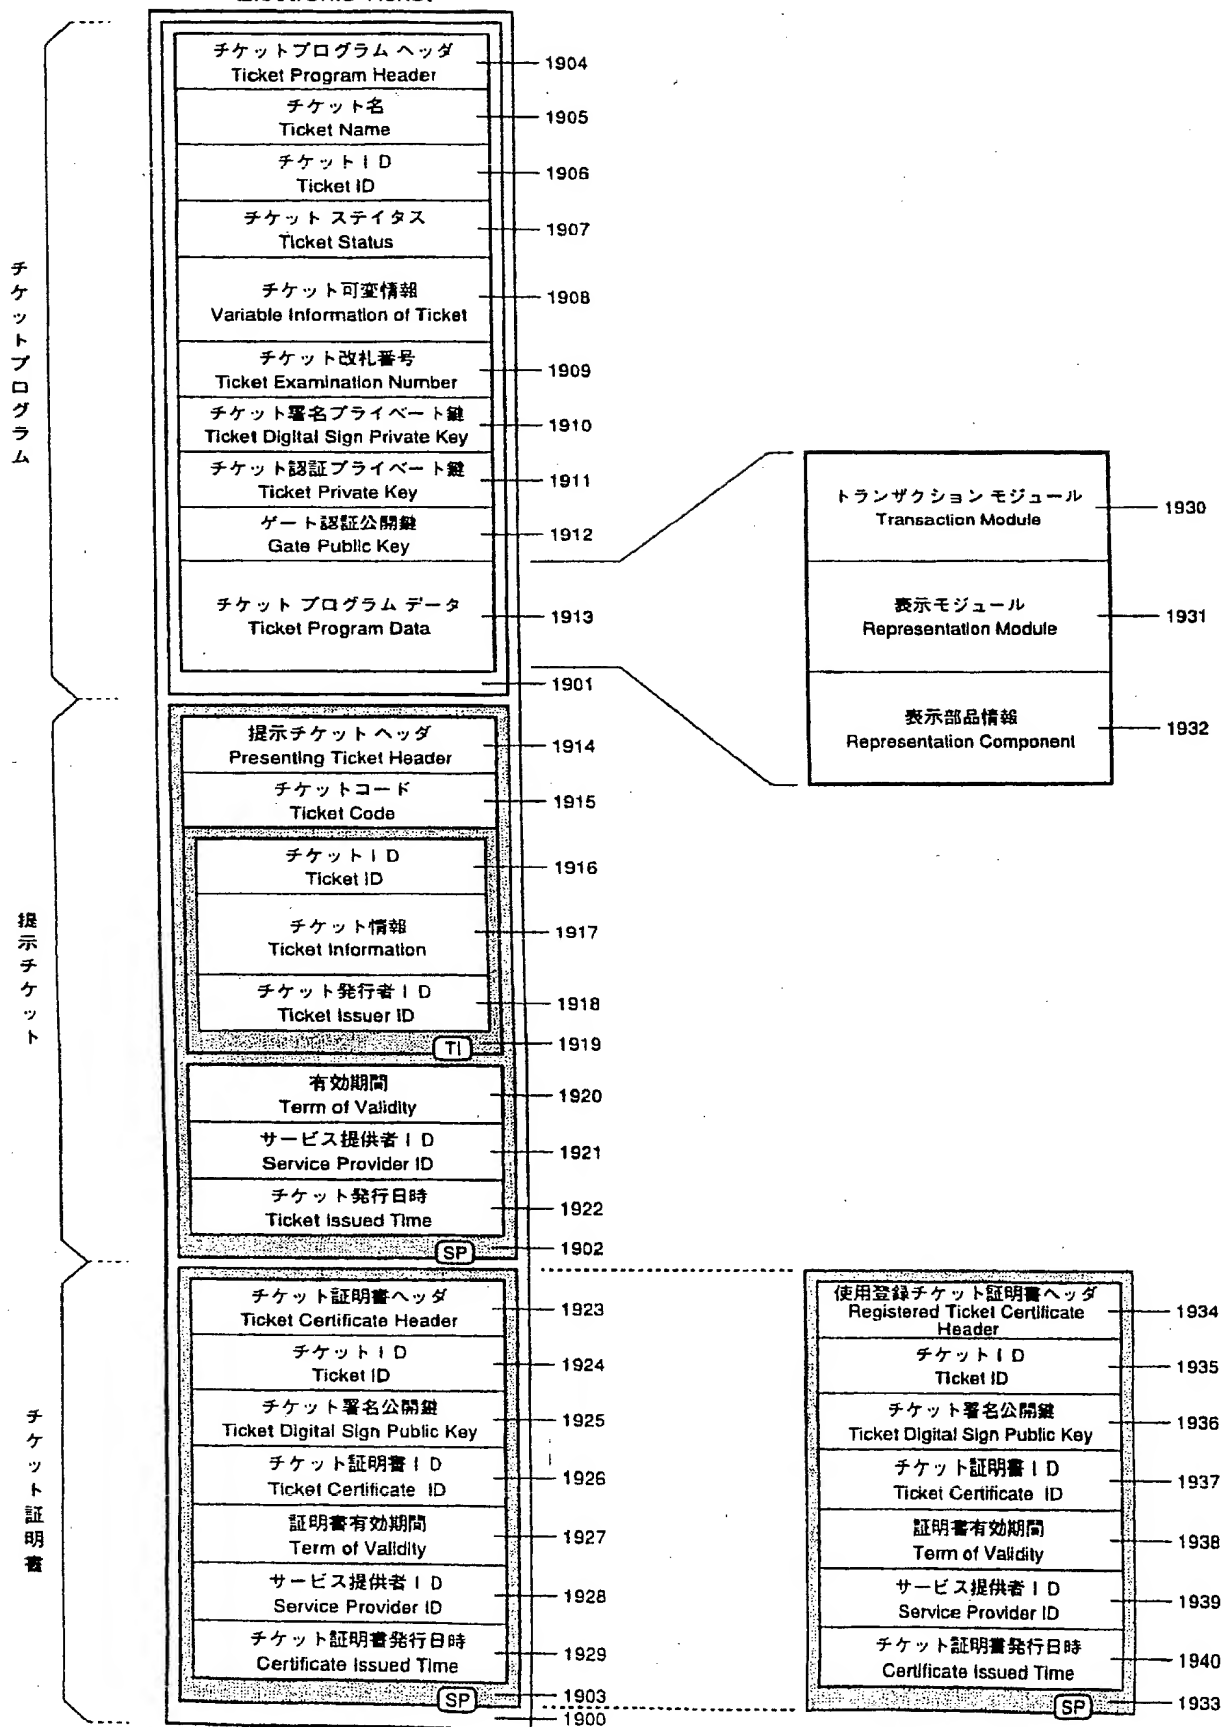 チケットプログラム ヘッダ
Ticket Program Header
1904
チケット名
Ticket Name
1905
チケットID
Ticket ID
1906
チケット ステイタス
Ticket Status
1907
チケット可変情報
Variable Information of Ticket
1908
チケット改札番号
Ticket Examination Number
1909
チケット署名プライベート鍵
Ticket Digital Sign Private Key
1910
チケット認証プライベート鍵
Ticket Private Key
1911
ゲート認証公開鍵
Gate Public Key
1912
チケット プログラム データ
Ticket Program Data
1913
1901
チケットプログラム
トランザクション モジュール
Transaction Module
1930
表示モジュール
Representation Module
1931
表示部品情報
Representation Component
1932
提示チケット ヘッダ
Presenting Ticket Header
1914
チケットコード
Ticket Code
1915
チケットID
Ticket ID
1916
チケット情報
Ticket Information
1917
チケット発行者ID
Ticket Issuer ID
1918
TI
1919
有効期間
Term of Validity
1920
サービス提供者ID
Service Provider ID
1921
チケット発行日時
Ticket Issued Time
1922
SP
1902
提示チケット
チケット証明書ヘッダ
Ticket Certificate Header
1923
チケットID
Ticket ID
1924
チケット署名公開鍵
Ticket Digital Sign Public Key
1925
チケット証明書ID
Ticket Certificate ID
1926
証明書有効期間
Term of Validity
1927
サービス提供者ID
Service Provider ID
1928
チケット証明書発行日時
Certificate Issued Time
1929
SP
1903
1900
チケット証明書
使用登録チケット証明書ヘッダ
Registered Ticket Certificate
Header
1934
チケットID
Ticket ID
1935
チケット署名公開鍵
Ticket Digital Sign Public Key
1936
チケット証明書ID
Ticket Certificate ID
1937
証明書有効期間
Term of Validity
1938
サービス提供者ID
Service Provider ID
1939
チケット証明書発行日時
Certificate Issued Time
1940
SP
1933